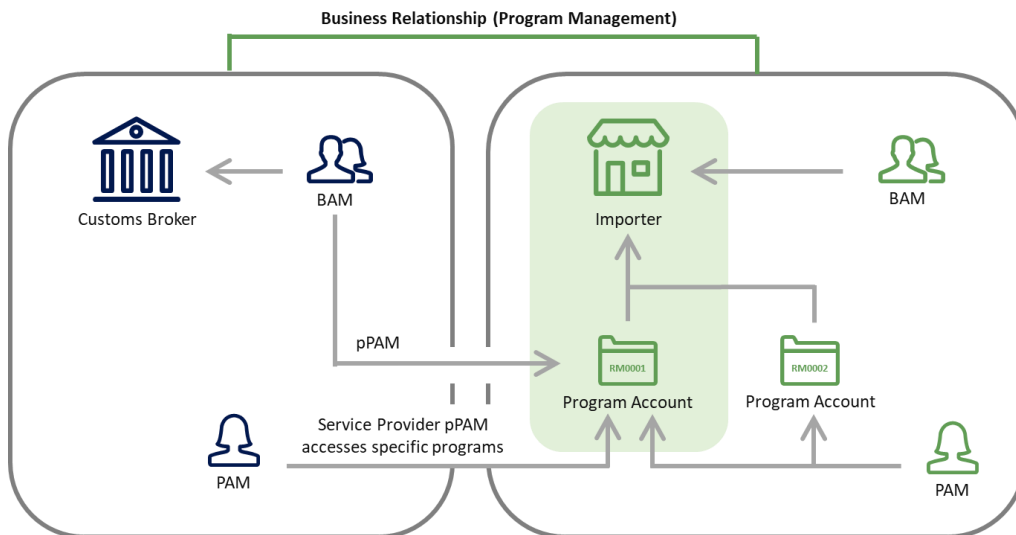 Business Relationship (Program Management)
Customs Broker
BAM
Importer
BAM
pPAM
RM0001
RM0002
Program Account
Program Account
Service Provider pPAM
accesses specific programs
PAM
PAM